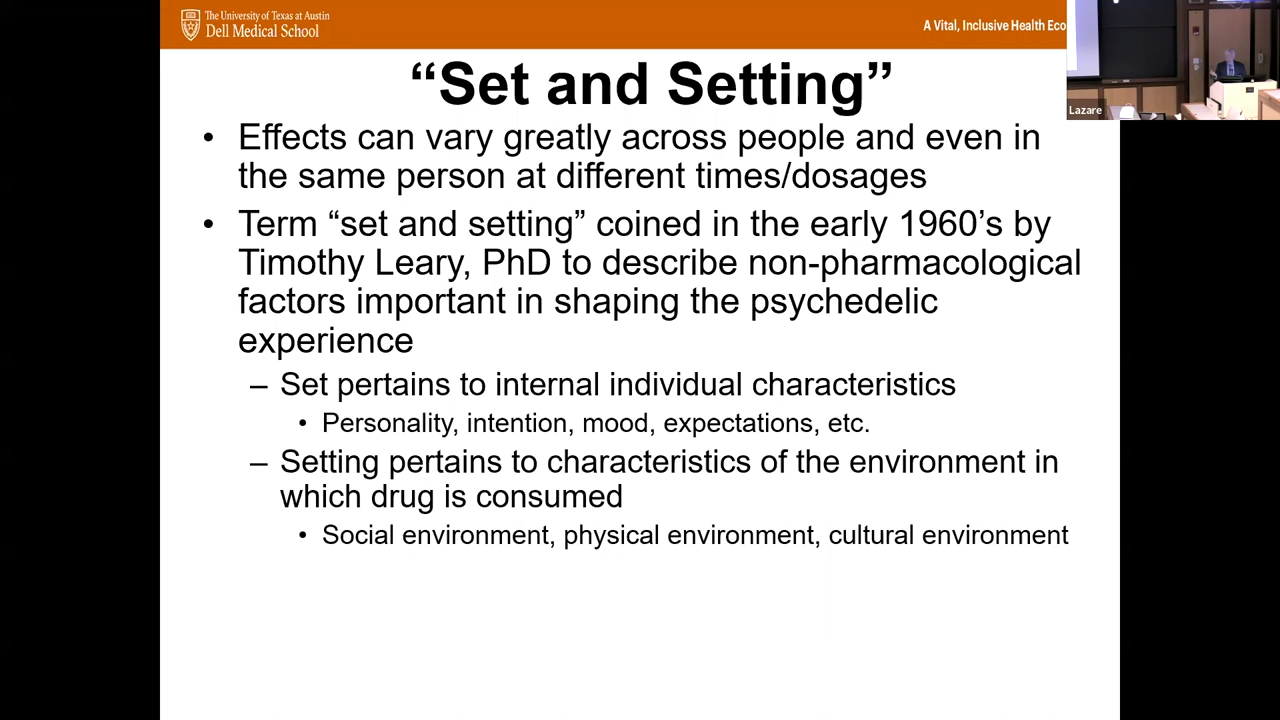 The University of Texas at Austin
Dell Medical School
A Vital, Inclusive Health Eco
Lazare
“Set and Setting”
• Effects can vary greatly across people and even in
the same person at different times/dosages
• Term “set and setting” coined in the early 1960’s by
Timothy Leary, PhD to describe non-pharmacological
factors important in shaping the psychedelic
experience
– Set pertains to internal individual characteristics
• Personality, intention, mood, expectations, etc.
– Setting pertains to characteristics of the environment in
which drug is consumed
• Social environment, physical environment, cultural environment